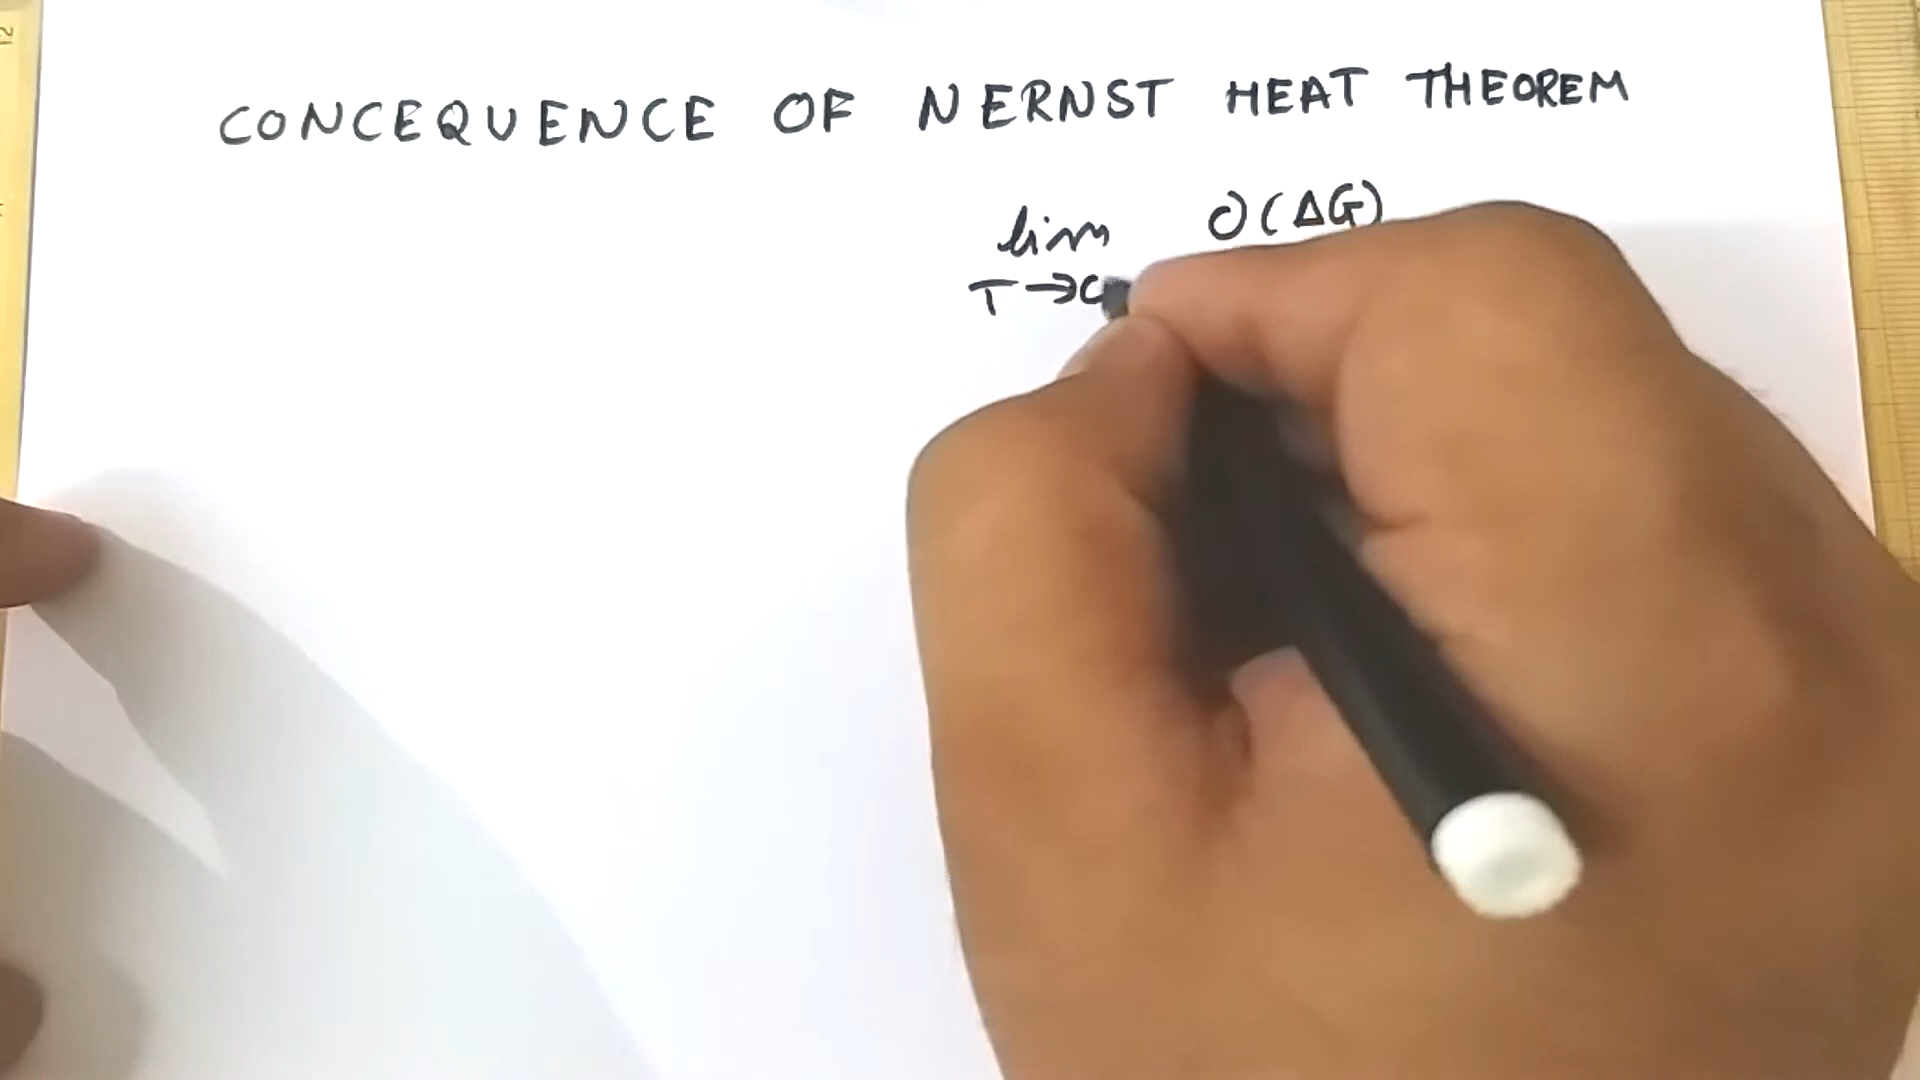 CONCEQUENCE OF NERNST HEAT THEOREM
lim ∂(ΔG)
T→